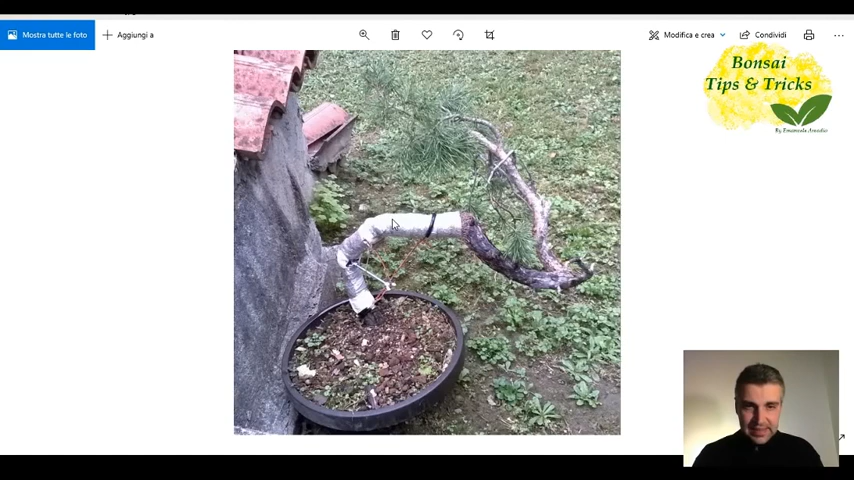 Mostra tutte le foto
Aggiungi a
Modifica e crea
Condividi
Bonsai
Tips & Tricks